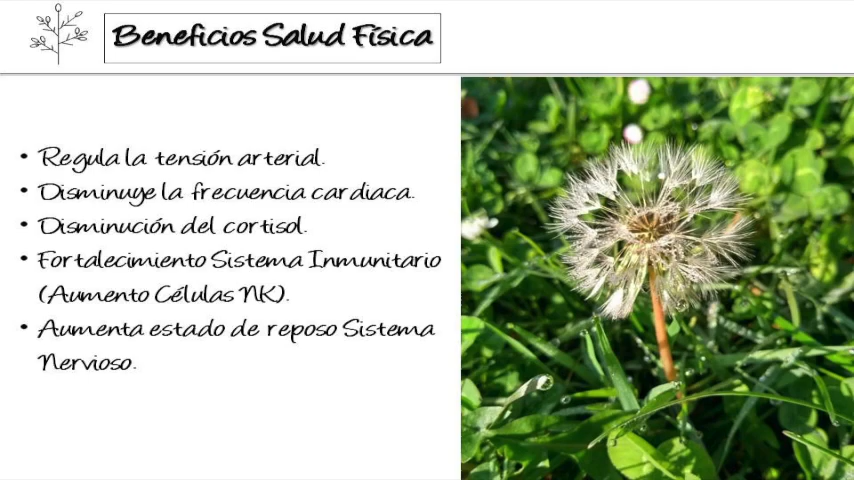 Beneficios Salud Física
• Regula la tensión arterial.
• Disminuye la frecuencia cardiaca.
• Disminución del cortisol.
• Fortalecimiento Sistema Inmunitario
(Aumento Células NK).
• Aumenta estado de reposo Sistema
Nervioso.